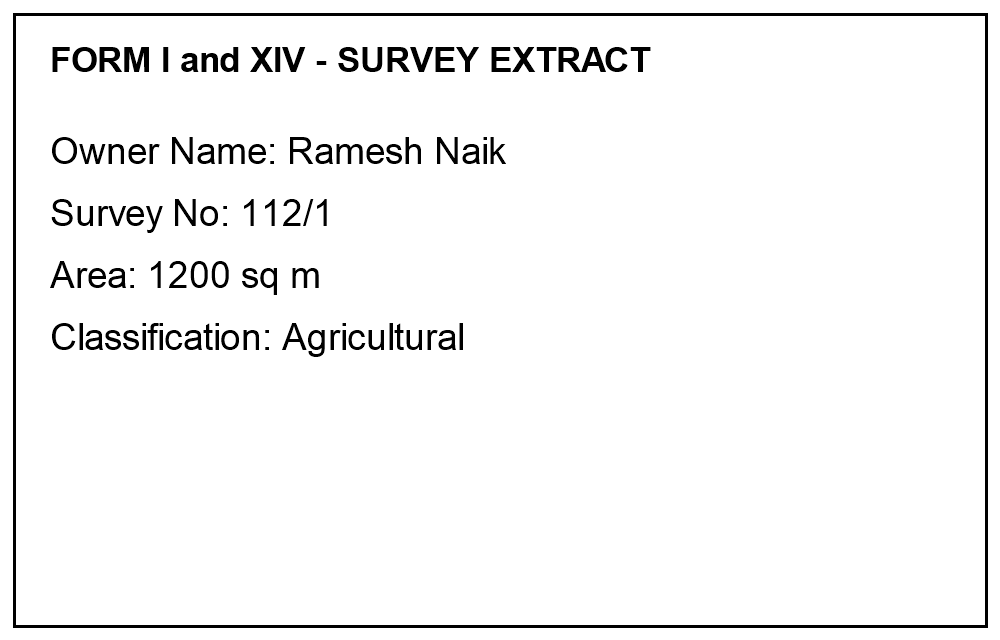 FORM I and XIV - SURVEY EXTRACT
Owner Name: Ramesh Naik
Survey No: 112/1
Area: 1200 sq m
Classification: Agricultural